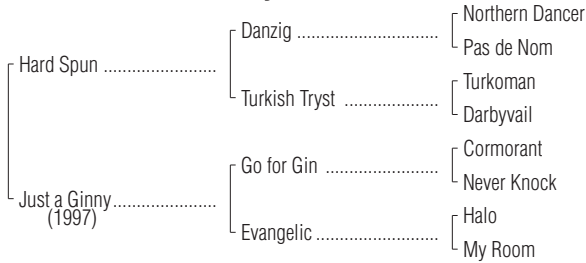 Northern Dancer
Danzig ........................
Pas de Nom
Hard Spun .......................
Turkoman
Turkish Tryst ....................
Darbyvail
Cormorant
Go for Gin .......................
Never Knock
Just a Ginny .....................
(1997)
Halo
Evangelic .........................
My Room